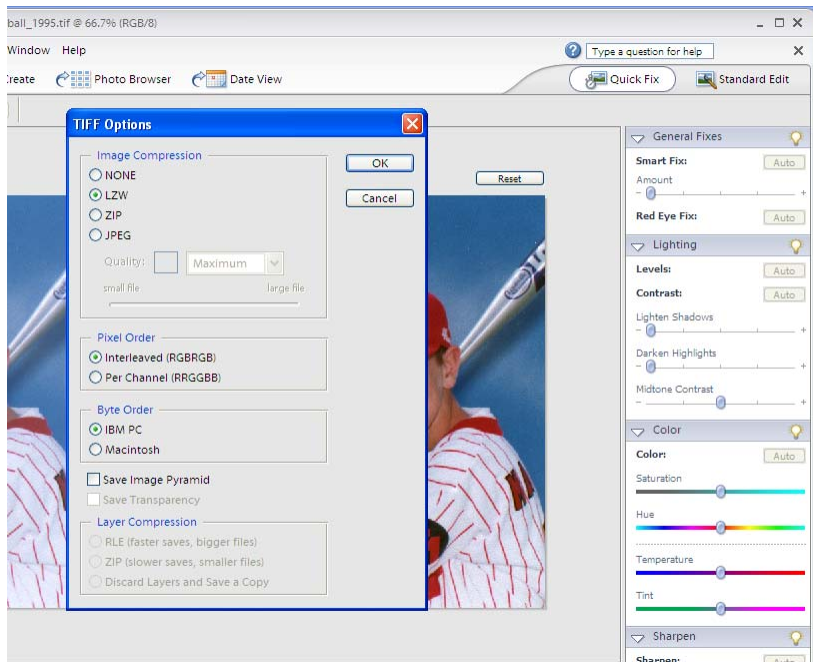 ball_1995.tif @ 66.7% (RGB/8)
Window Help
Type a question for help
Create Photo Browser Date View
Quick Fix Standard Edit
TIFF Options
Image Compression
NONE
LZW
ZIP
JPEG
Quality: Maximum
small file large file
Pixel Order
Interleaved (RGBRGB)
Per Channel (RRGGBB)
Byte Order
IBM PC
Macintosh
Save Image Pyramid
Save Transparency
Layer Compression
RLE (faster saves, bigger files)
ZIP (slower saves, smaller files)
Discard Layers and Save a Copy
OK
Cancel
Reset
General Fixes
Smart Fix: Auto
Amount
- +
Red Eye Fix: Auto
Lighting
Levels: Auto
Contrast: Auto
Lighten Shadows
- +
Darken Highlights
- +
Midtone Contrast
- +
Color
Color: Auto
Saturation
Hue
Temperature
Tint
Sharpen
Sharpen: Auto